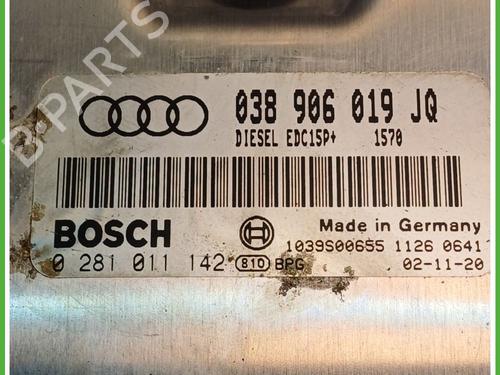 B-PARTS
038 906 019 JQ
DIESEL EDC15P+ 1570
BOSCH
Made in Germany
1039S00655 1126 0641
0 281 011 142 810 BPG 02-11-20